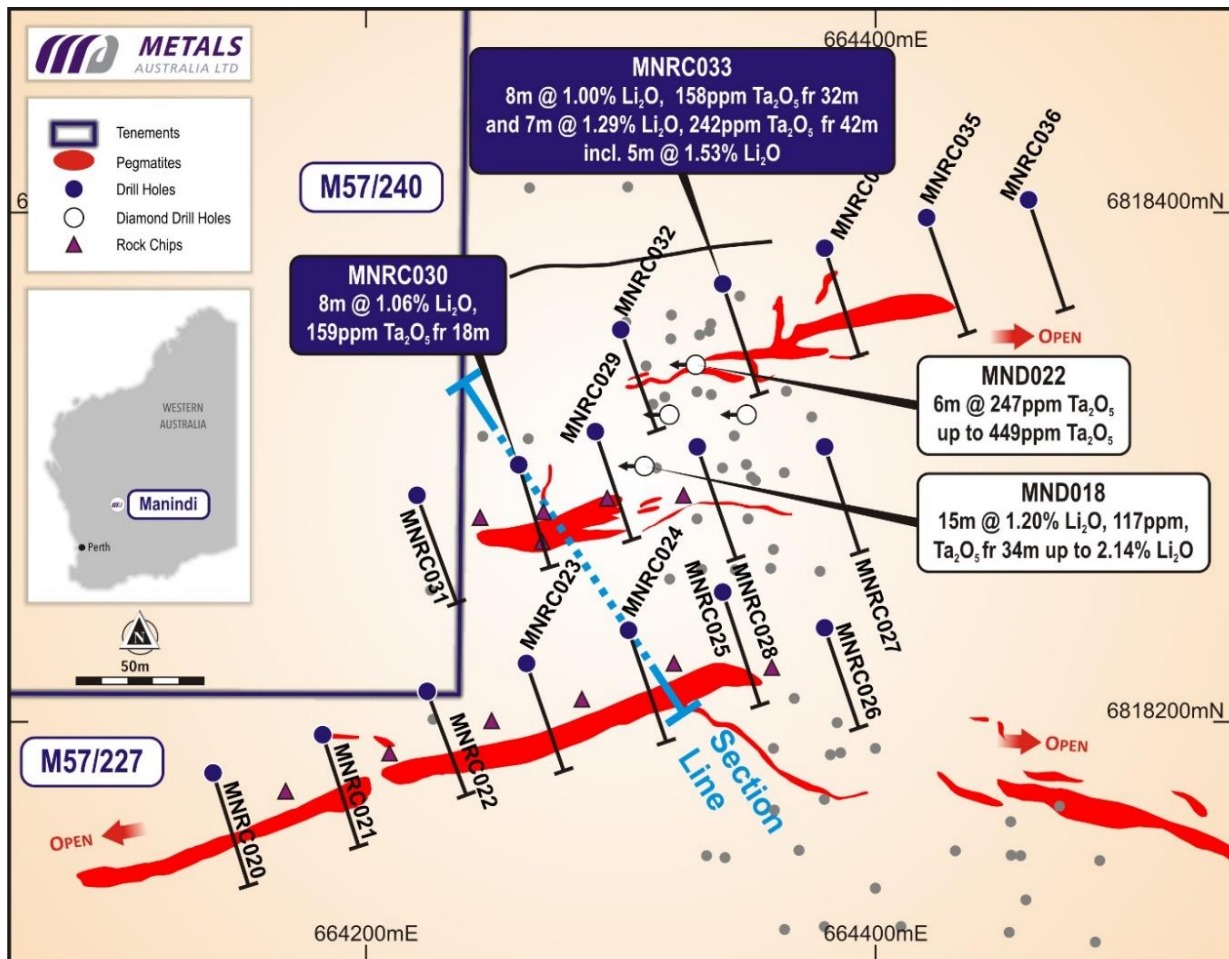 METALS
AUSTRALIA LTD
Tenements
Pegmatites
Drill Holes
Diamond Drill Holes
Rock Chips
WESTERN
AUSTRALIA
Manindi
Perth
N
50m
M57/240
M57/227
664400mE
MNRC033
8m @ 1.00% Li₂O, 158ppm Ta₂O₅ fr 32m
and 7m @ 1.29% Li₂O, 242ppm Ta₂O₅ fr 42m
incl. 5m @ 1.53% Li₂O
MNRC035
MNRC036
6818400mN
MNRC032
MNRC030
8m @ 1.06% Li₂O,
159ppm Ta₂O₅ fr 18m
OPEN
MNRC029
MND022
6m @ 247ppm Ta₂O₅
up to 449ppm Ta₂O₅
MND018
15m @ 1.20% Li₂O, 117ppm,
Ta₂O₅ fr 34m up to 2.14% Li₂O
MNRC031
MNRC023
MNRC024
MNRC025
MNRC028
MNRC027
MNRC026
6818200mN
Section
Line
OPEN
MNRC022
MNRC021
MNRC020
OPEN
664200mE
664400mE